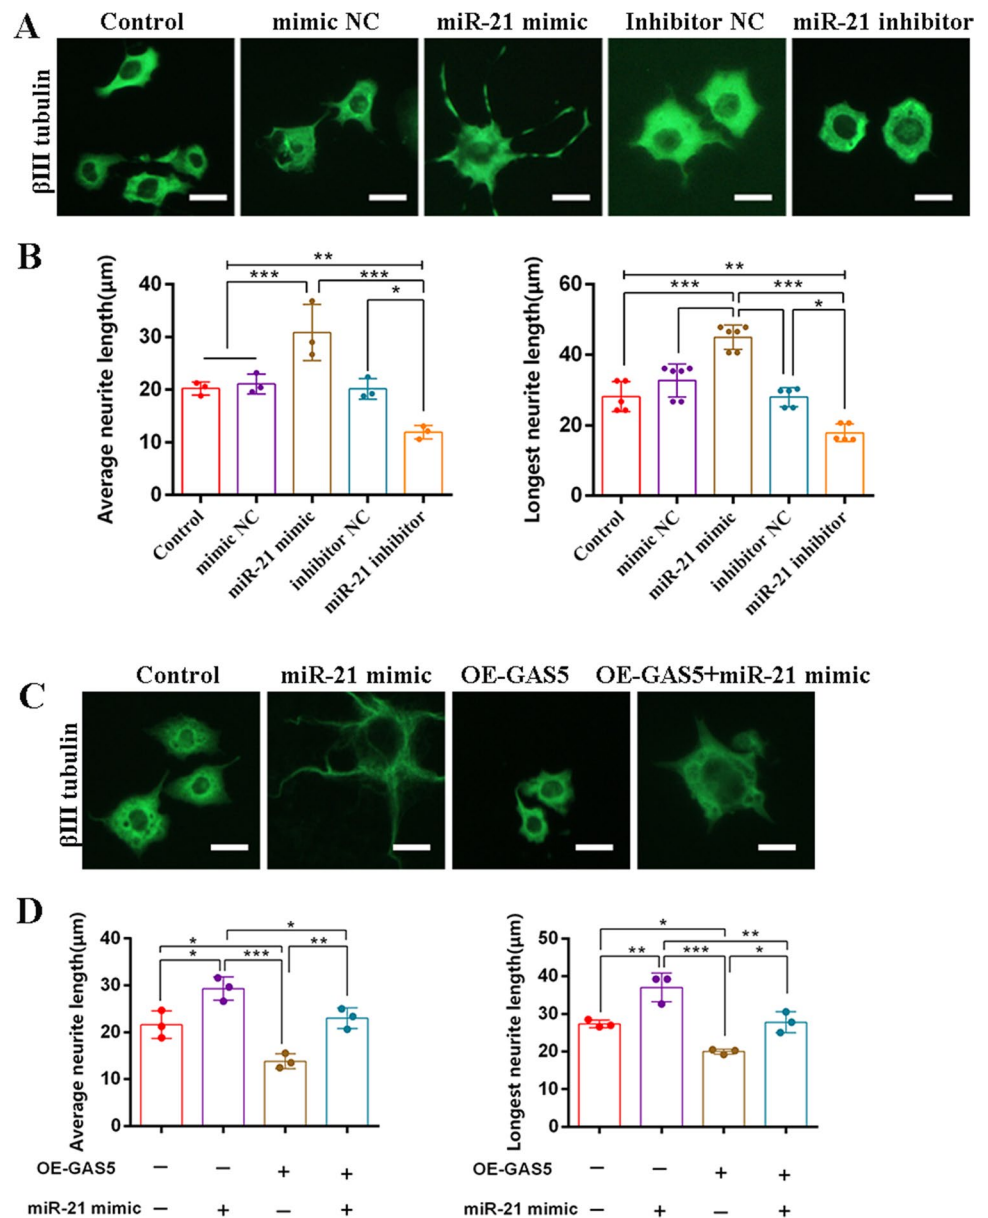 A
Control mimic NC miR-21 mimic Inhibitor NC miR-21 inhibitor
βIII tubulin
B
Average neurite length(μm)
40
30
20
10
0
**
*** ***
*
Control
mimic NC
miR-21 mimic
inhibitor NC
miR-21 inhibitor
Longest neurite length(μm)
60
40
20
0
**
*** ***
*
Control
mimic NC
miR-21 mimic
inhibitor NC
miR-21 inhibitor
C
Control miR-21 mimic OE-GAS5 OE-GAS5+miR-21 mimic
βIII tubulin
D
Average neurite length(μm)
40
30
20
10
0
*
* **
* ***
OE-GAS5 − − + +
miR-21 mimic − + − +
Longest neurite length(μm)
50
40
30
20
10
0
*
**
** *** *
OE-GAS5 − − + +
miR-21 mimic − + − +